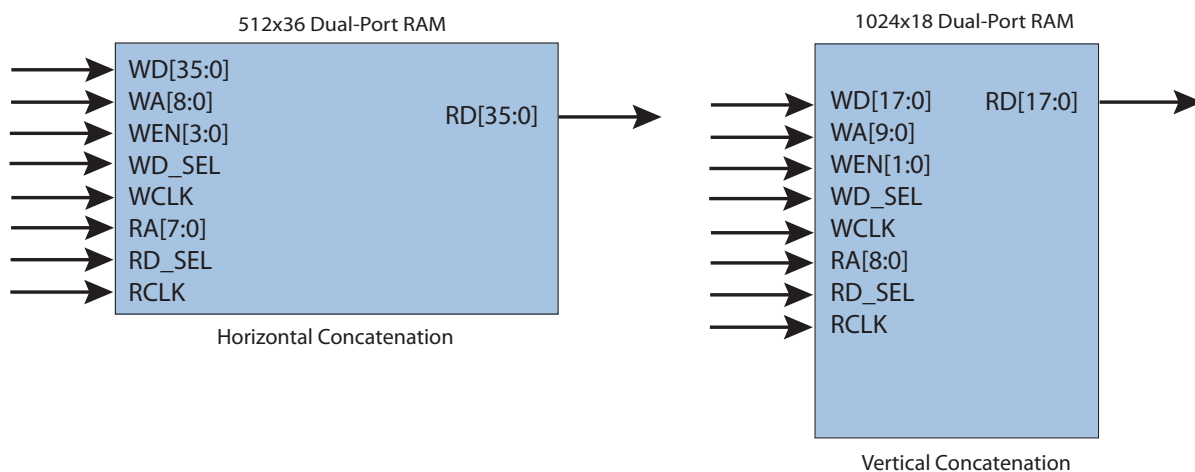 512x36 Dual-Port RAM
WD[35:0]
WA[8:0]
WEN[3:0]
WD_SEL
WCLK
RA[7:0]
RD_SEL
RCLK
RD[35:0]
Horizontal Concatenation
1024x18 Dual-Port RAM
WD[17:0]
WA[9:0]
WEN[1:0]
WD_SEL
WCLK
RA[8:0]
RD_SEL
RCLK
RD[17:0]
Vertical Concatenation